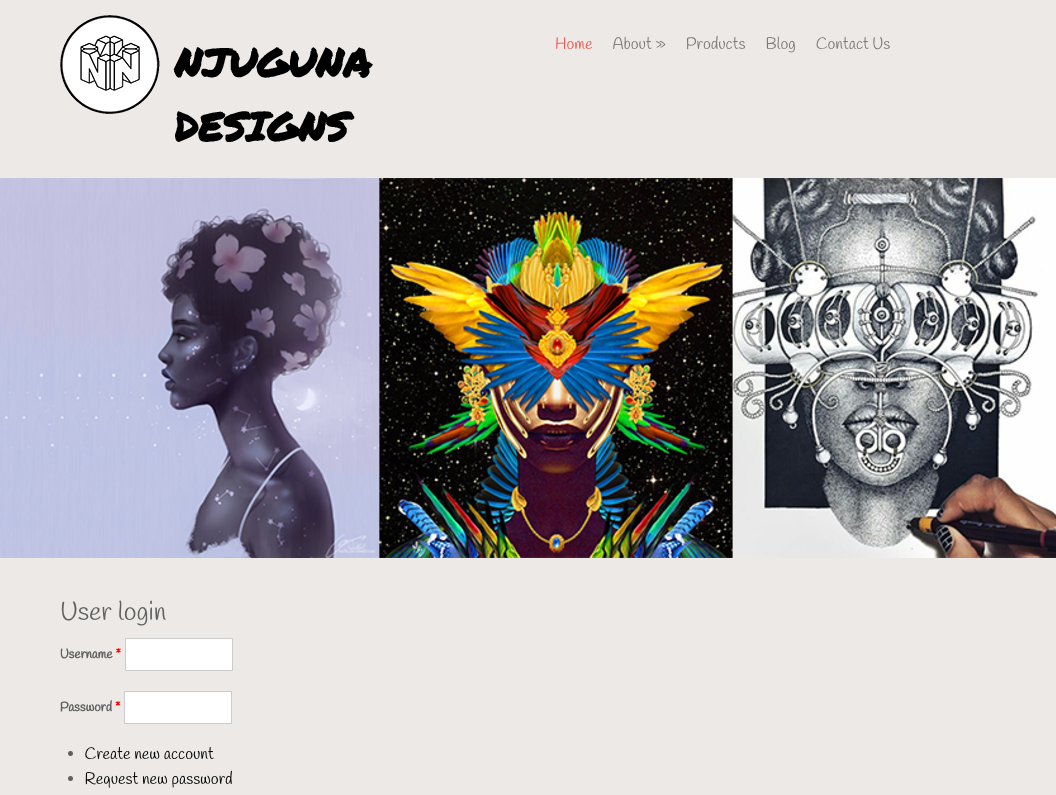 NJUGUNA
DESIGNS
Home About » Products Blog Contact Us
User login
Username *
Password *
Create new account
Request new password